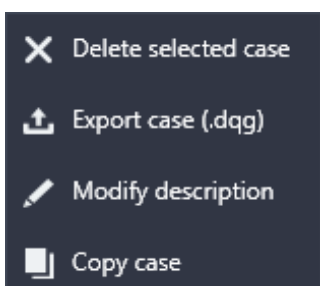 Delete selected case
Export case (.dqg)
Modify description
Copy case